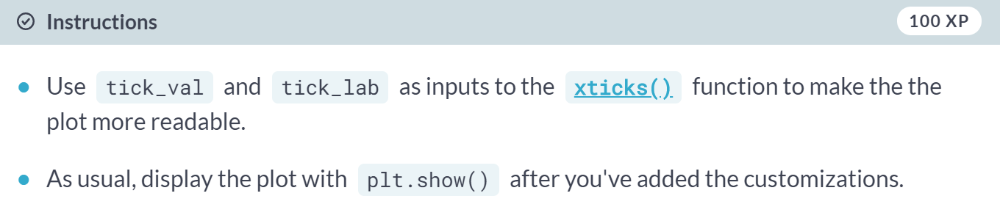 Instructions
100 XP
Use tick_val and tick_lab as inputs to the xticks() function to make the the
plot more readable.
As usual, display the plot with plt.show() after you've added the customizations.